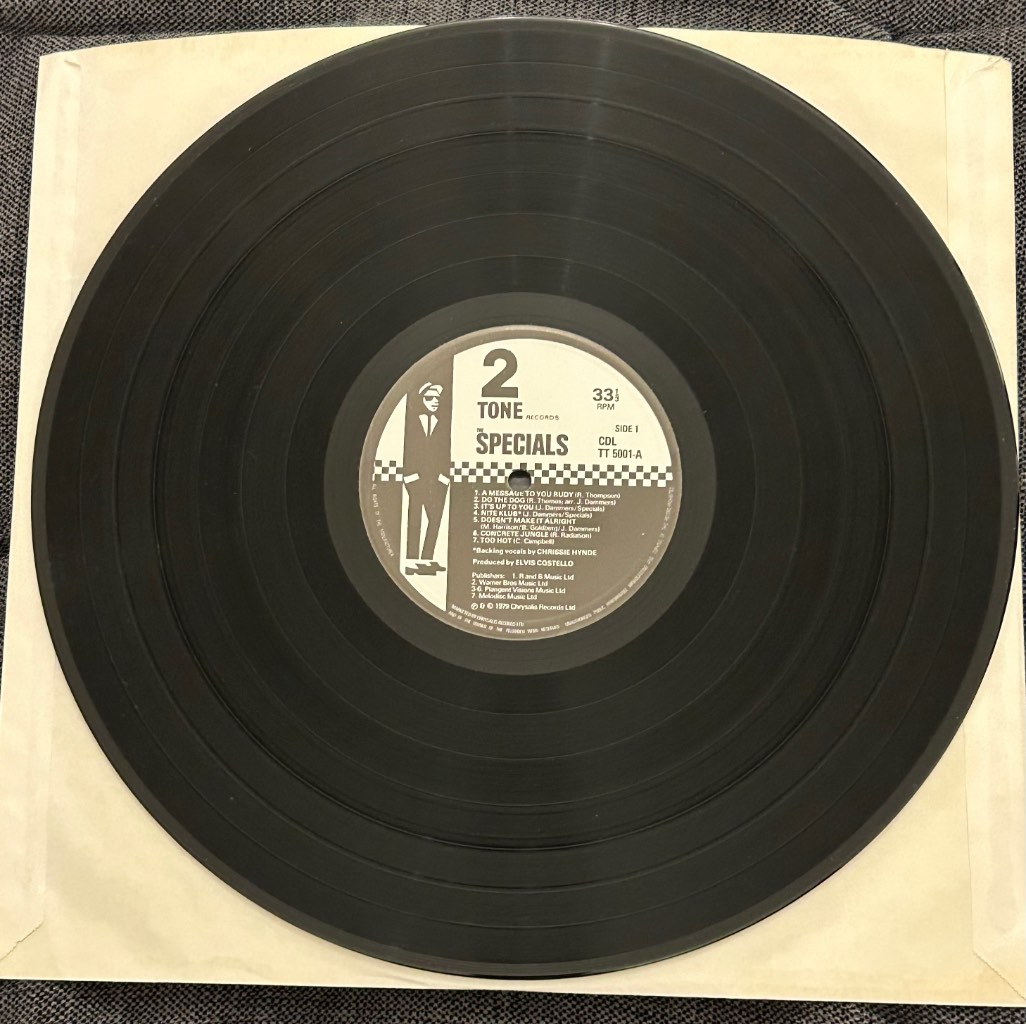 2
TONE RECORDS
33⅓
RPM
SIDE I
THE
SPECIALS
CDL
TT 5001-A
1. A MESSAGE TO YOU RUDY (R. Thompson)
2. DO THE DOG (R. Thomas arr. J. Dammers)
3. IT'S UP TO YOU (J. Dammers/Specials)
4. NITE KLUB* (J. Dammers/Specials)
5. DOESN'T MAKE IT ALRIGHT
(M. Harrison/B. Goldberg/J. Dammers)
6. CONCRETE JUNGLE (R. Radiation)
7. TOO HOT (C. Campbell)
*Backing vocals by CHRISSIE HYNDE
Produced by ELVIS COSTELLO
Publishers: 1. R and B Music Ltd
2. Warner Bros Music Ltd
3-6. Plangent Visions Music Ltd
7. Melodisc Music Ltd
Ⓟ & © 1979 Chrysalis Records Ltd